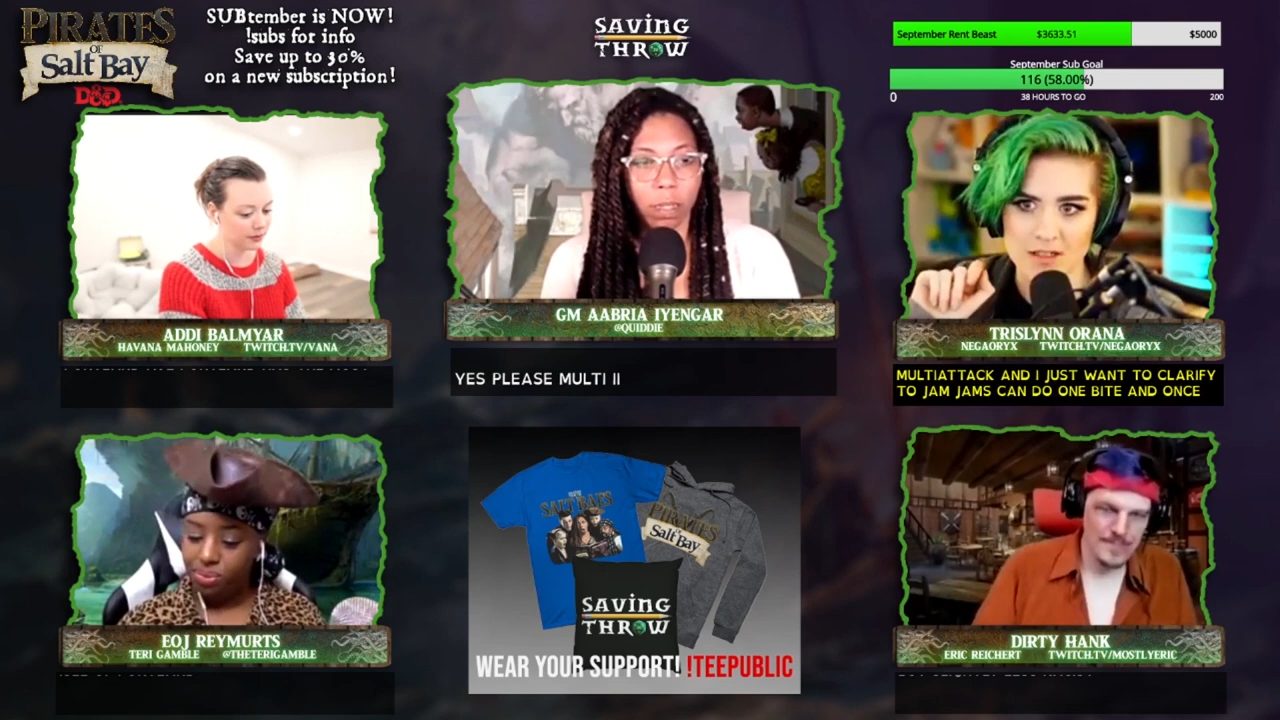 PIRATES
OF
Salt Bay
D&D
SUBtember is NOW!
!subs for info
Save up to 30%
on a new subscription!
SAVING
THROW
September Rent Beast $3633.51 $5000
September Sub Goal
116 (58.00%)
0 38 HOURS TO GO 200
ADDI BALMYAR
HAVANA MAHONEY TWITCH.TV/VANA
GM AABRIA IYENGAR
@QUIDDIE
YES PLEASE MULTI II
TRISLYNN ORANA
NEGAORYX TWITCH.TV/NEGAORYX
MULTIATTACK AND I JUST WANT TO CLARIFY
TO JAM JAMS CAN DO ONE BITE AND ONCE
EOJ REYMURTS
TERI GAMBLE @THETERIGAMBLE
PIRATES
Salt Bay
SAVING
THROW
WEAR YOUR SUPPORT! !TEEPUBLIC
DIRTY HANK
ERIC REICHERT TWITCH.TV/MOSTLYERIC